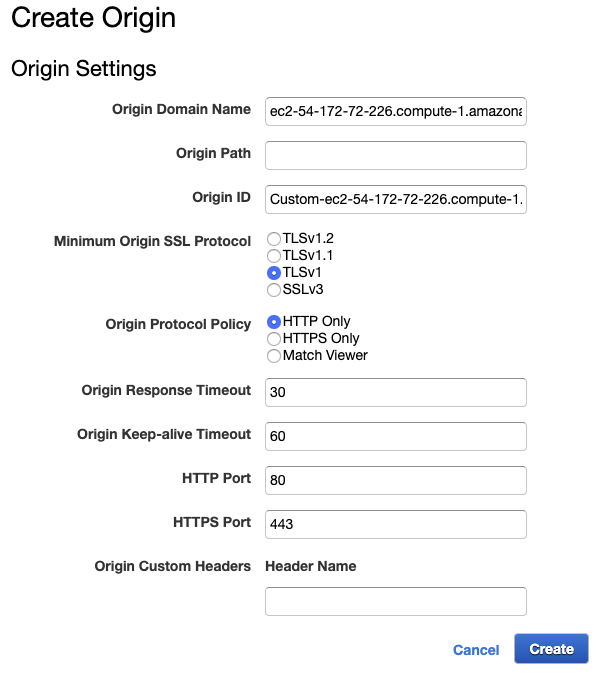 Create Origin
Origin Settings
Origin Domain Name ec2-54-172-72-226.compute-1.amazona
Origin Path
Origin ID Custom-ec2-54-172-72-226.compute-1.
Minimum Origin SSL Protocol TLSv1.2
TLSv1.1
TLSv1
SSLv3
Origin Protocol Policy HTTP Only
HTTPS Only
Match Viewer
Origin Response Timeout 30
Origin Keep-alive Timeout 60
HTTP Port 80
HTTPS Port 443
Origin Custom Headers Header Name
Cancel Create